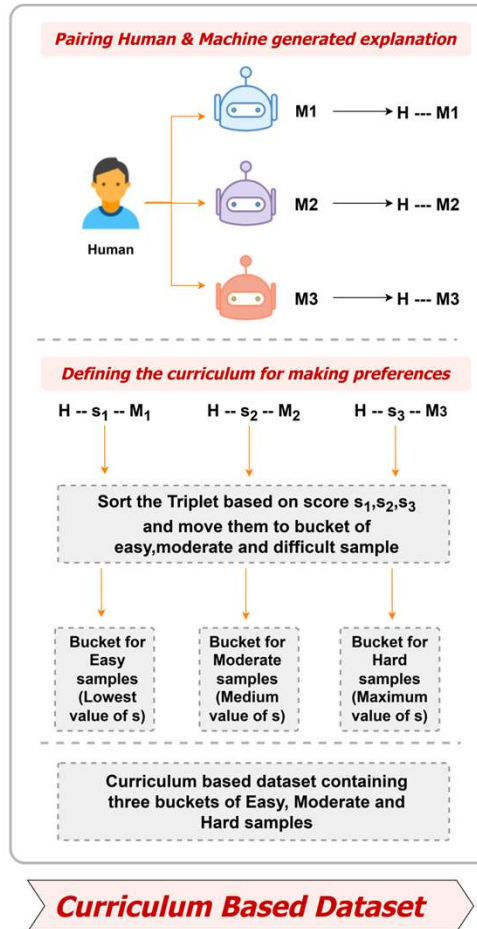 Pairing Human & Machine generated explanation
M1
H --- M1
M2
H --- M2
Human
M3
H --- M3
Defining the curriculum for making preferences
H -- s1 -- M1
H -- s2 -- M2
H -- s3 -- M3
Sort the Triplet based on score s1,s2,s3
and move them to bucket of
easy,moderate and difficult sample
Bucket for
Easy
samples
(Lowest
value of s)
Bucket for
Moderate
samples
(Medium
value of s)
Bucket for
Hard
samples
(Maximum
value of s)
Curriculum based dataset containing
three buckets of Easy, Moderate and
Hard samples
Curriculum Based Dataset